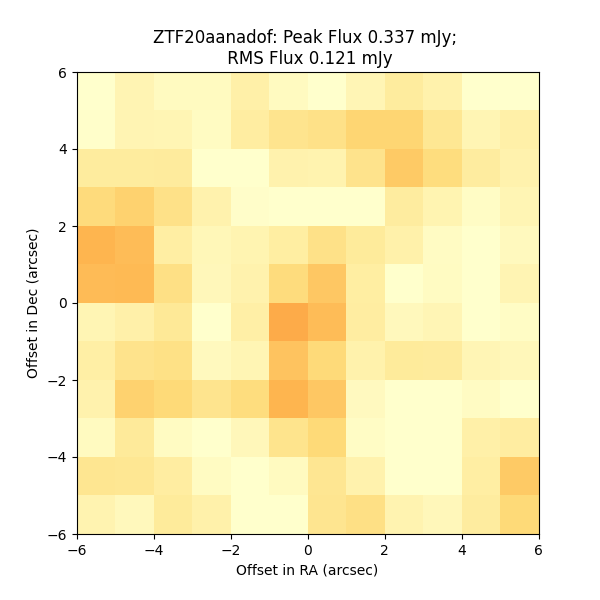 ZTF20aanadof: Peak Flux 0.337 mJy;
RMS Flux 0.121 mJy
6
4
2
0
−2
−4
−6
Offset in Dec (arcsec)
−6 −4 −2 0 2 4 6
Offset in RA (arcsec)